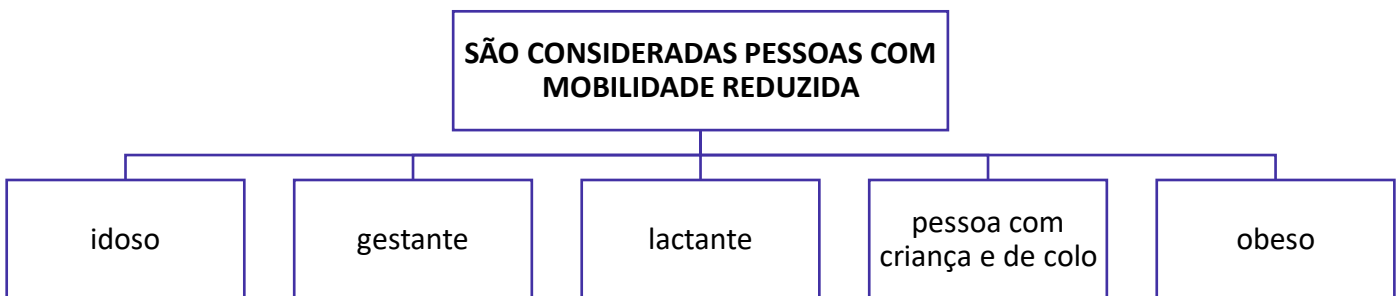 SÃO CONSIDERADAS PESSOAS COM
MOBILIDADE REDUZIDA
idoso
gestante
lactante
pessoa com
criança e de colo
obeso